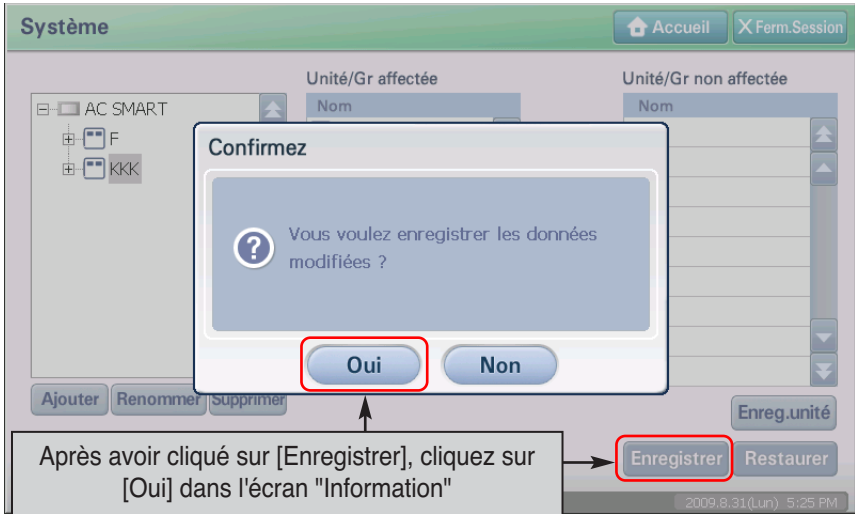 Système
Accueil
X Ferm.Session
Unité/Gr affectée
Unité/Gr non affectée
Nom
Nom
AC SMART
F
KKK
Confirmez
Vous voulez enregistrer les données
modifiées ?
Oui
Non
Ajouter
Renommer
Supprimer
Enreg.unité
Enregistrer
Restaurer
Après avoir cliqué sur [Enregistrer], cliquez sur
[Oui] dans l'écran "Information"
2009.8.31(Lun) 5:25 PM